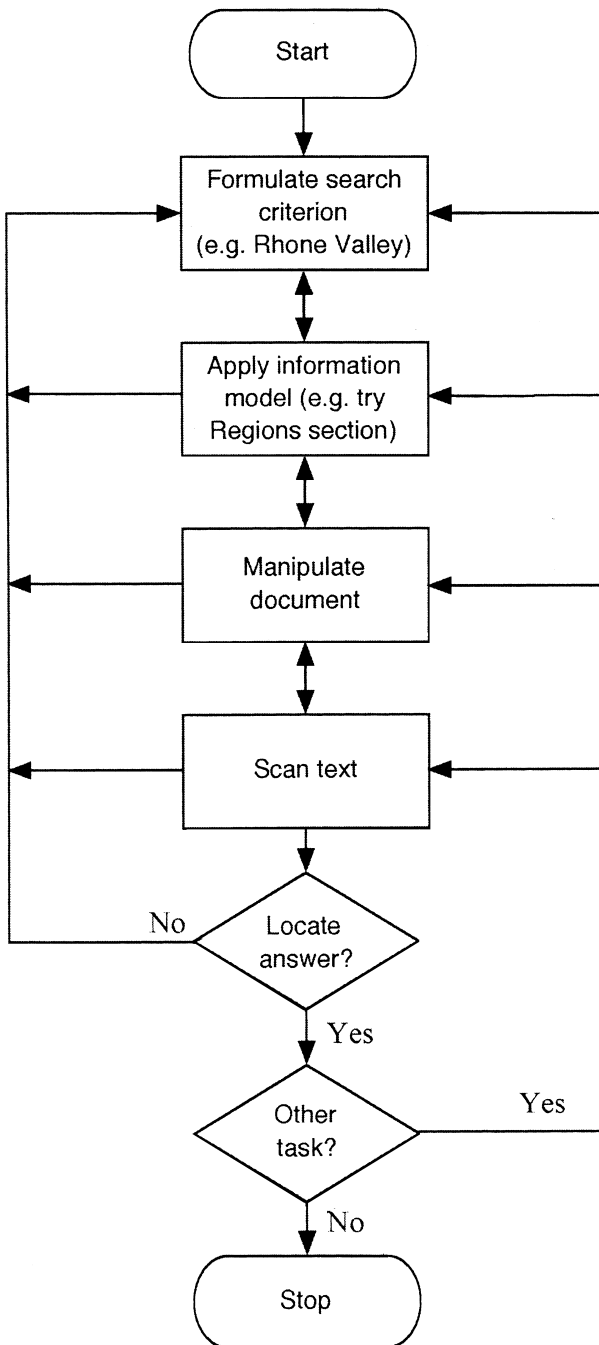 Start
Formulate search
criterion
(e.g. Rhone Valley)
Apply information
model (e.g. try
Regions section)
Manipulate
document
Scan text
No
Locate
answer?
Yes
Other
task?
Yes
No
Stop